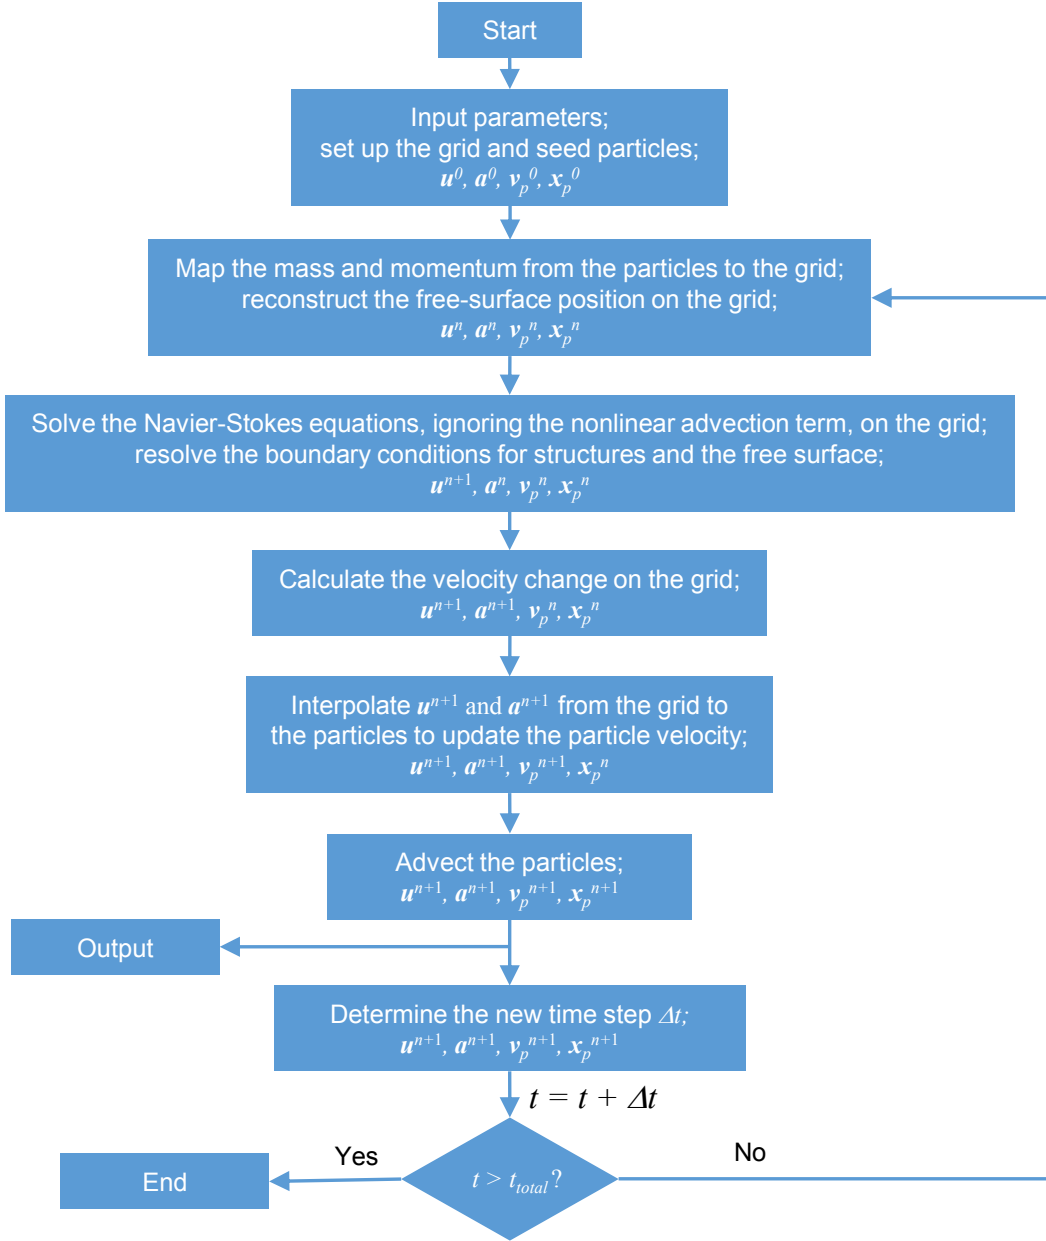 Start
Input parameters;
set up the grid and seed particles;
u⁰, a⁰, vₚ⁰, xₚ⁰
Map the mass and momentum from the particles to the grid;
reconstruct the free-surface position on the grid;
uⁿ, aⁿ, vₚⁿ, xₚⁿ
Solve the Navier-Stokes equations, ignoring the nonlinear advection term, on the grid;
resolve the boundary conditions for structures and the free surface;
uⁿ⁺¹, aⁿ, vₚⁿ, xₚⁿ
Calculate the velocity change on the grid;
uⁿ⁺¹, aⁿ⁺¹, vₚⁿ, xₚⁿ
Interpolate uⁿ⁺¹ and aⁿ⁺¹ from the grid to
the particles to update the particle velocity;
uⁿ⁺¹, aⁿ⁺¹, vₚⁿ⁺¹, xₚⁿ
Advect the particles;
uⁿ⁺¹, aⁿ⁺¹, vₚⁿ⁺¹, xₚⁿ⁺¹
Output
Determine the new time step Δt;
uⁿ⁺¹, aⁿ⁺¹, vₚⁿ⁺¹, xₚⁿ⁺¹
t = t + Δt
Yes
No
End
t > t_total?